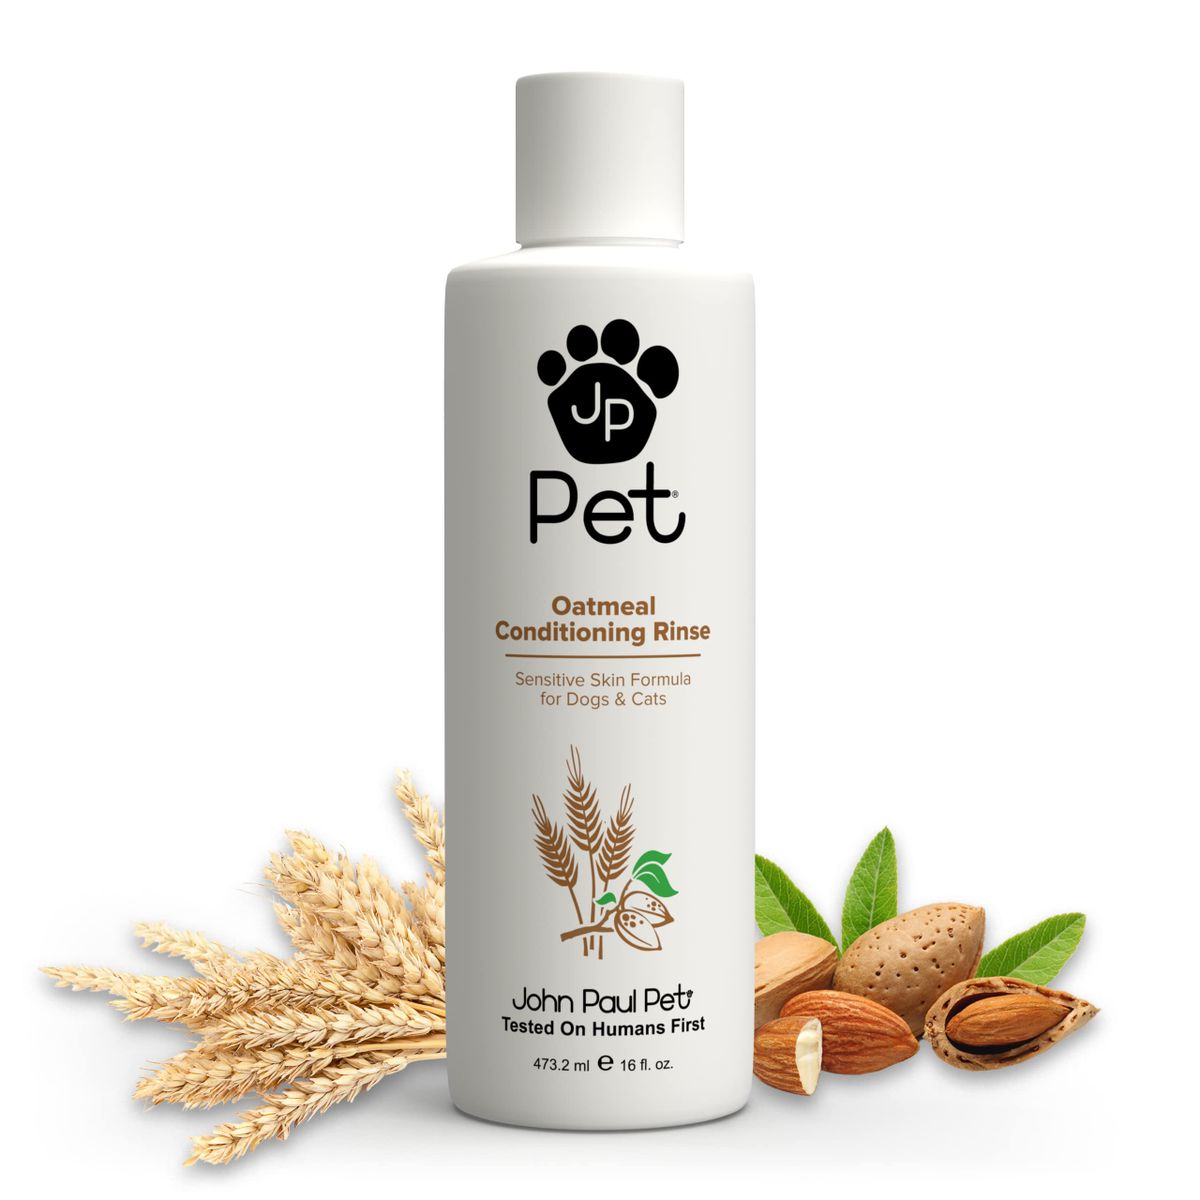 JP
Pet®
Oatmeal
Conditioning Rinse
Sensitive Skin Formula
for Dogs & Cats
John Paul Pet
Tested On Humans First
473.2 ml e 16 fl. oz.